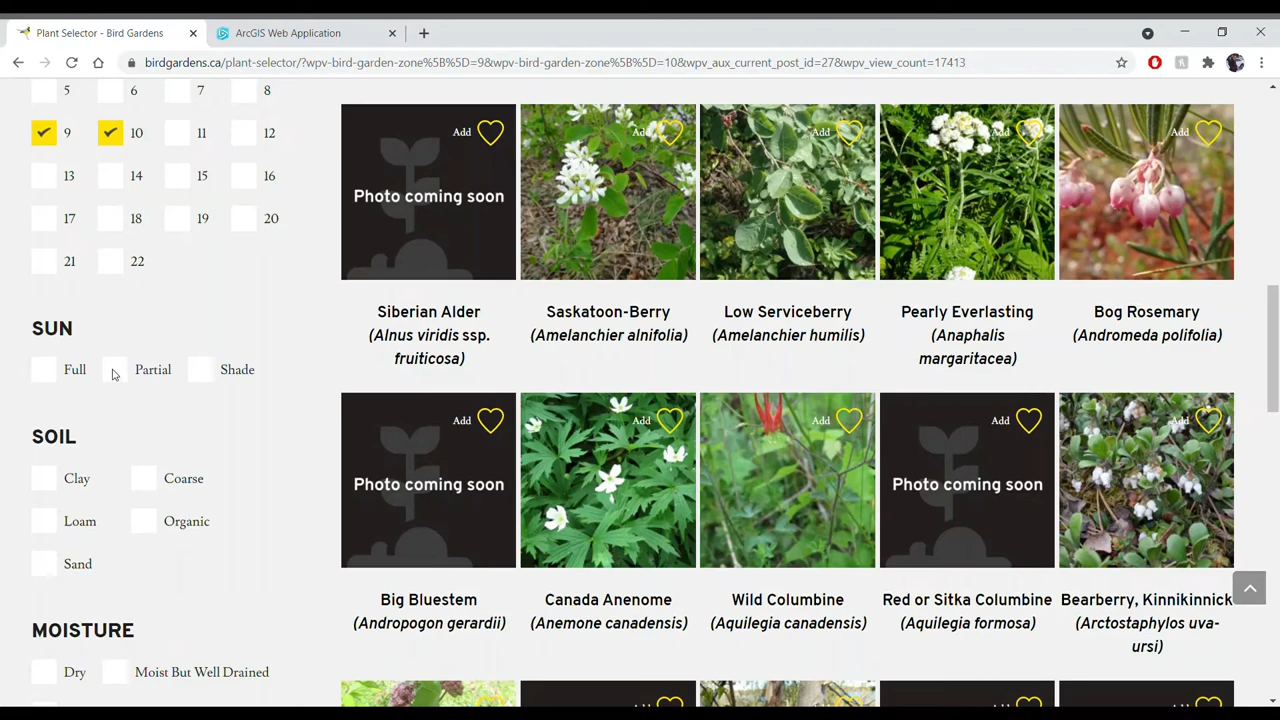 Plant Selector - Bird Gardens
ArcGIS Web Application
birdgardens.ca/plant-selector/?wpv-bird-garden-zone%5B%5D=9&wpv-bird-garden-zone%5B%5D=10&wpv_aux_current_post_id=27&wpv_view_count=17413
5 6 7 8
9 10 11 12
13 14 15 16
17 18 19 20
21 22
SUN
Full Partial Shade
SOIL
Clay Coarse
Loam Organic
Sand
MOISTURE
Dry Moist But Well Drained
Add Add Add Add Add
Photo coming soon
Siberian Alder
(Alnus viridis ssp.
fruiticosa)
Saskatoon-Berry
(Amelanchier alnifolia)
Low Serviceberry
(Amelanchier humilis)
Pearly Everlasting
(Anaphalis
margaritacea)
Bog Rosemary
(Andromeda polifolia)
Add Add Add Add Add
Photo coming soon
Photo coming soon
Big Bluestem
(Andropogon gerardii)
Canada Anenome
(Anemone canadensis)
Wild Columbine
(Aquilegia canadensis)
Red or Sitka Columbine
(Aquilegia formosa)
Bearberry, Kinnikinnick
(Arctostaphylos uva-
ursi)